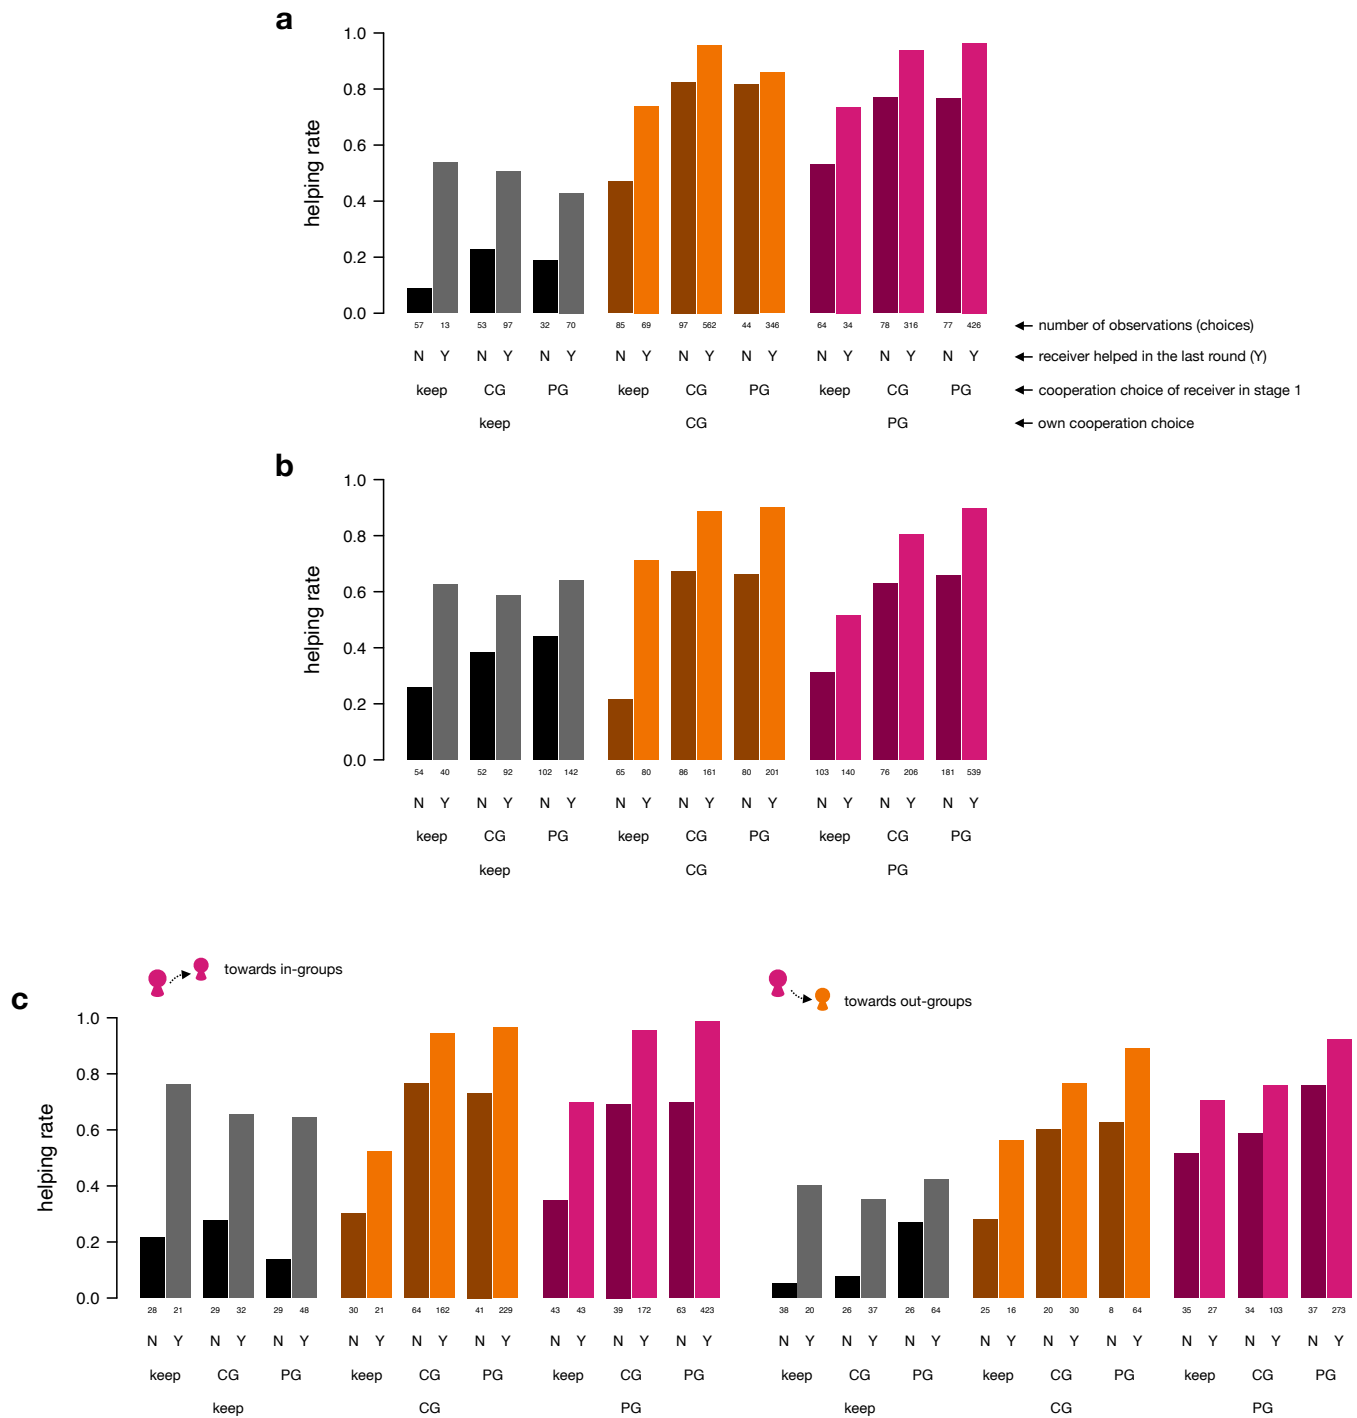 a
1.0
0.8
0.6
0.4
0.2
0.0
helping rate
57 13 53 97 32 70 85 69 97 562 44 346 64 34 78 316 77 426 number of observations (choices)
N Y N Y N Y N Y N Y N Y N Y N Y N Y receiver helped in the last round (Y)
keep CG PG keep CG PG keep CG PG cooperation choice of receiver in stage 1
keep CG PG own cooperation choice
b
1.0
0.8
0.6
0.4
0.2
0.0
helping rate
54 40 52 92 102 142 65 80 86 161 80 201 103 140 76 206 181 539
N Y N Y N Y N Y N Y N Y N Y N Y N Y
keep CG PG keep CG PG keep CG PG
keep CG PG
c
towards in-groups
1.0
0.8
0.6
0.4
0.2
0.0
helping rate
28 21 29 32 29 48 30 21 64 162 41 229 43 43 39 172 63 423
N Y N Y N Y N Y N Y N Y N Y N Y N Y
keep CG PG keep CG PG keep CG PG
keep CG PG
towards out-groups
38 20 26 37 26 64 25 16 20 30 8 64 35 27 34 103 37 273
N Y N Y N Y N Y N Y N Y N Y N Y N Y
keep CG PG keep CG PG keep CG PG
keep CG PG